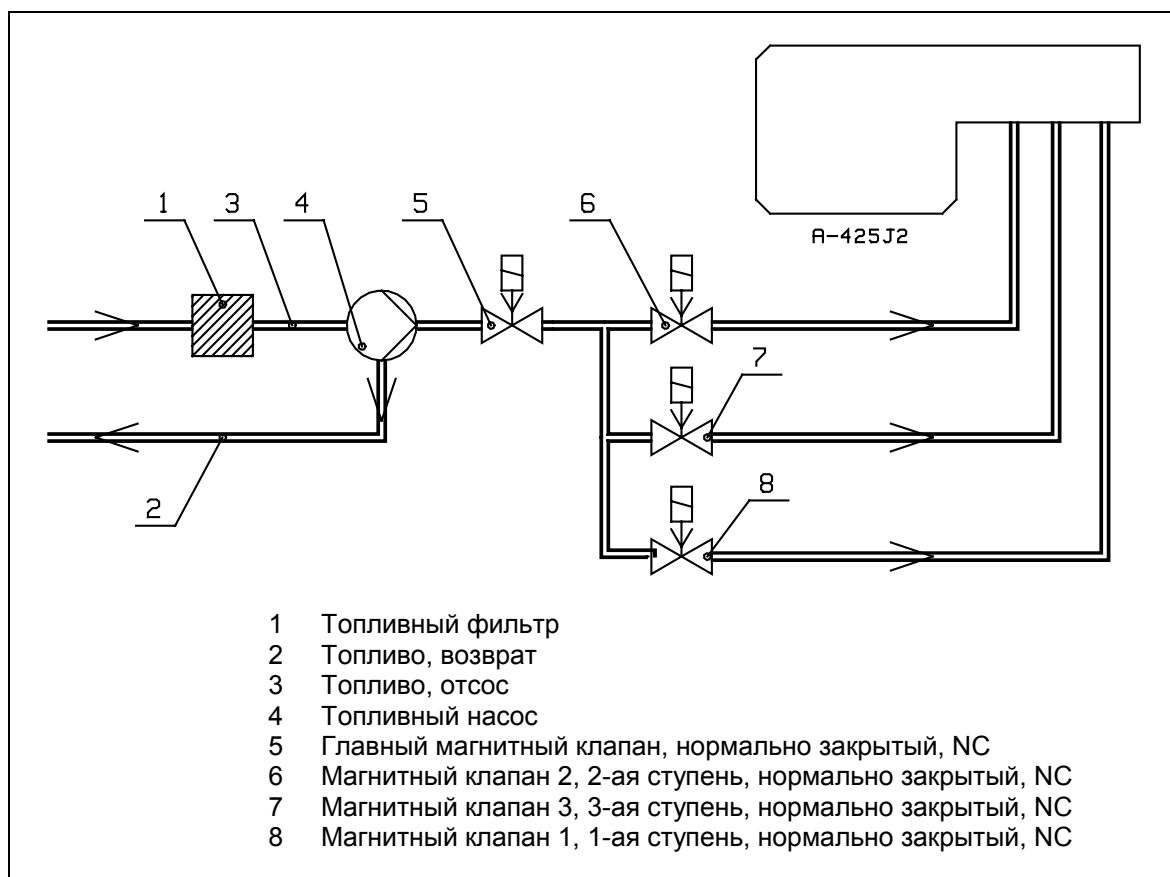 A-425J2
1 3 4 5 6
7
2 8
1 Топливный фильтр
2 Топливо, возврат
3 Топливо, отсос
4 Топливный насос
5 Главный магнитный клапан, нормально закрытый, NC
6 Магнитный клапан 2, 2-ая ступень, нормально закрытый, NC
7 Магнитный клапан 3, 3-ая ступень, нормально закрытый, NC
8 Магнитный клапан 1, 1-ая ступень, нормально закрытый, NC